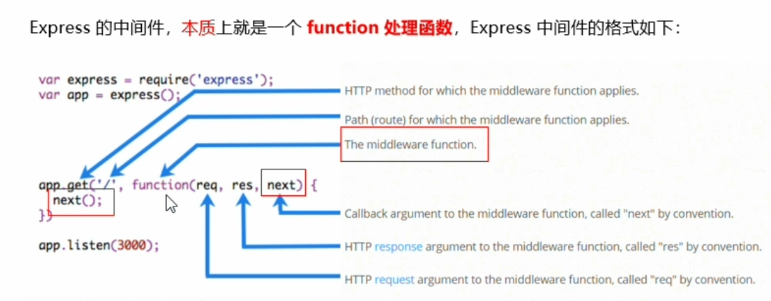 Express 的中间件，本质上就是一个 function 处理函数，Express 中间件的格式如下：
var express = require('express');
var app = express();
HTTP method for which the middleware function applies.
Path (route) for which the middleware function applies.
The middleware function.
app.get('/', function(req, res, next) {
next();
})
Callback argument to the middleware function, called "next" by convention.
app.listen(3000);
HTTP response argument to the middleware function, called "res" by convention.
HTTP request argument to the middleware function, called "req" by convention.